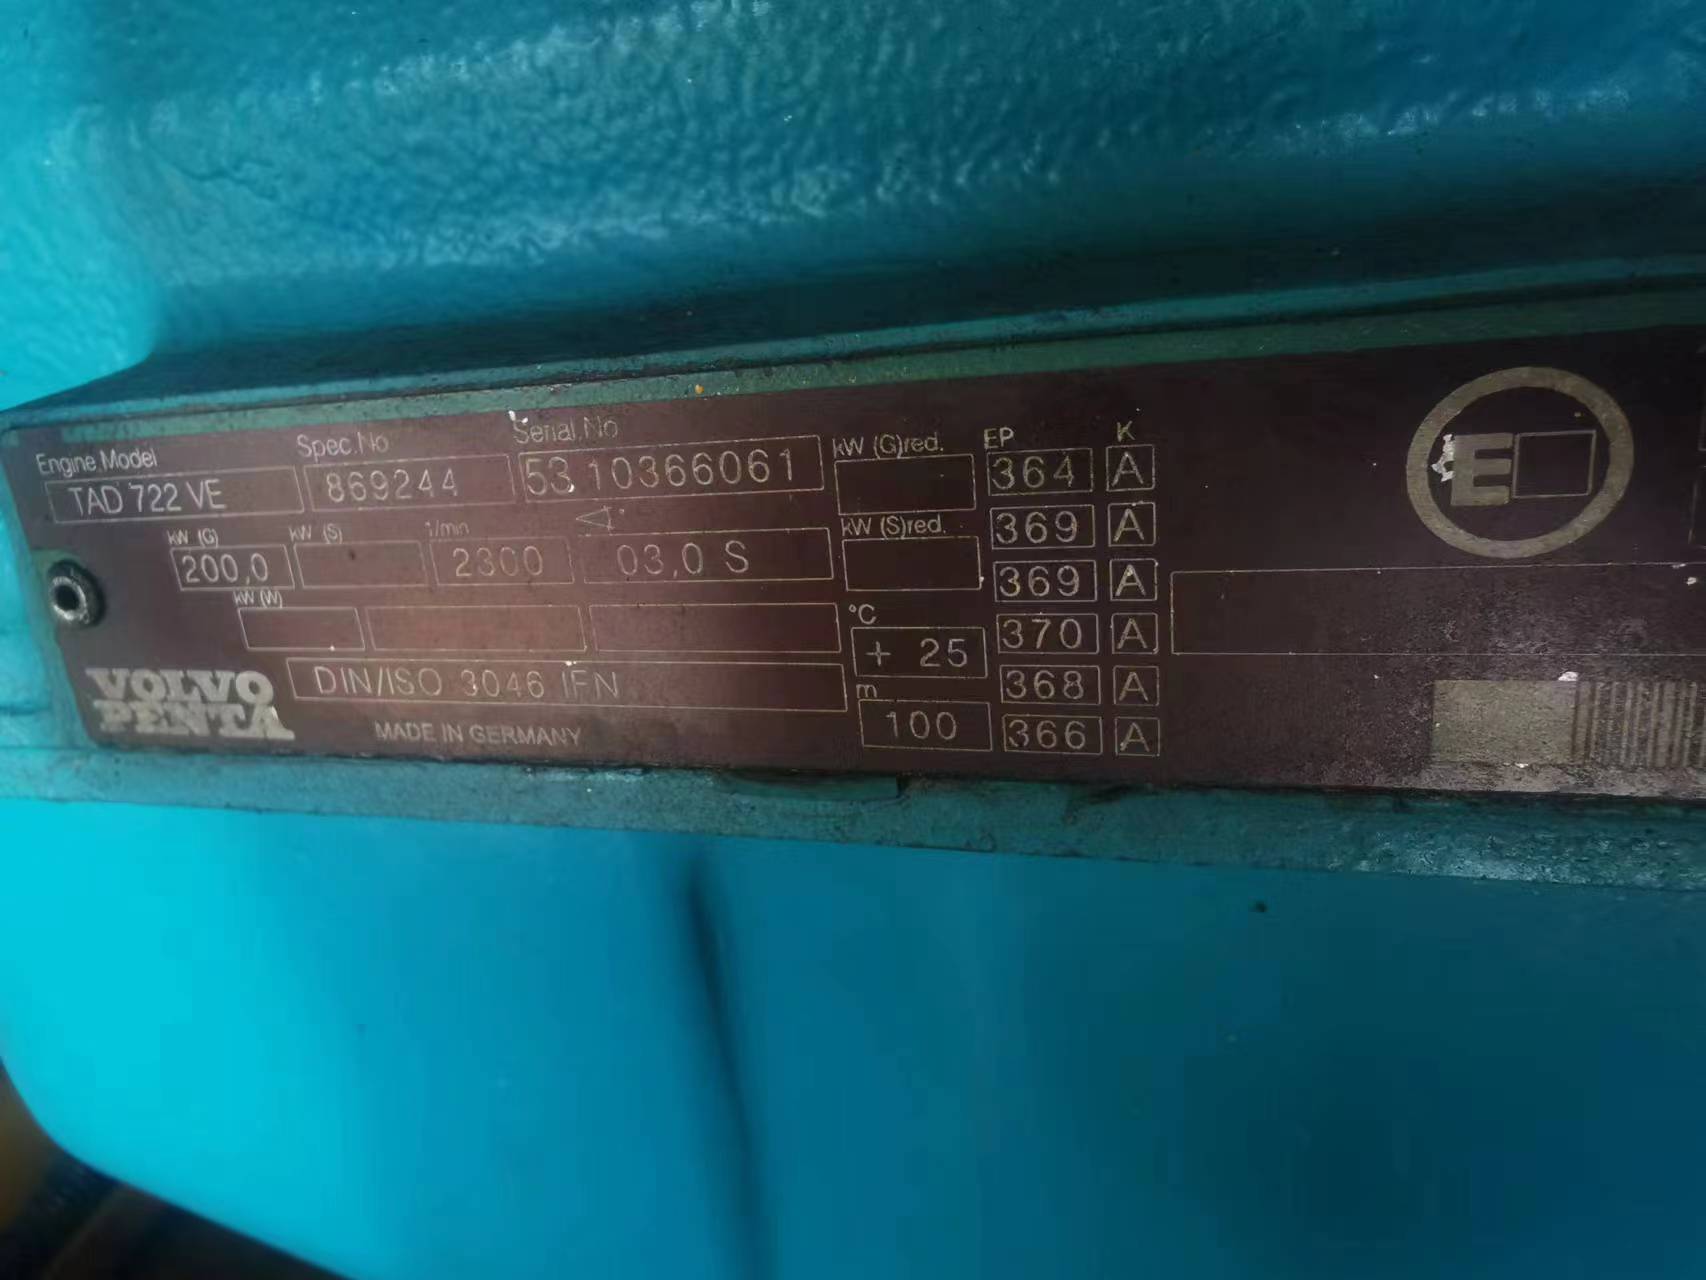 Engine Model Spec.No Serial.No kW (G)red. EP K
TAD 722 VE 869244 53 10366061 364 A
kW (G) kW (S) 1/min kW (S)red. 369 A
200,0 2300 03,0 S 369 A
kW (W) °C 370 A
+ 25
VOLVO PENTA DIN/ISO 3046 IFN m 368 A
MADE IN GERMANY 100 366 A
E